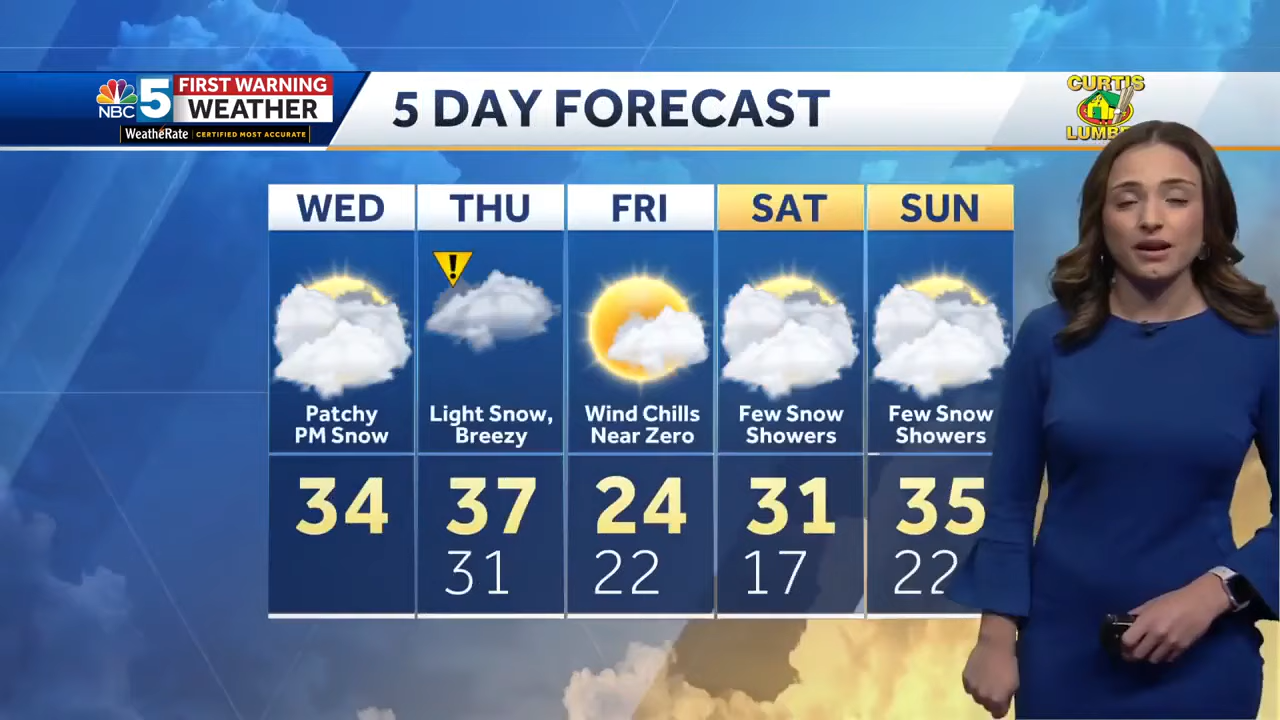 NBC 5 FIRST WARNING
WEATHER
WeatheRate CERTIFIED MOST ACCURATE
5 DAY FORECAST
CURTIS
WED THU FRI SAT SUN
!
Patchy
PM Snow
Light Snow,
Breezy
Wind Chills
Near Zero
Few Snow
Showers
Few Snow
Showers
34 37 24 31 35
31 22 17 22